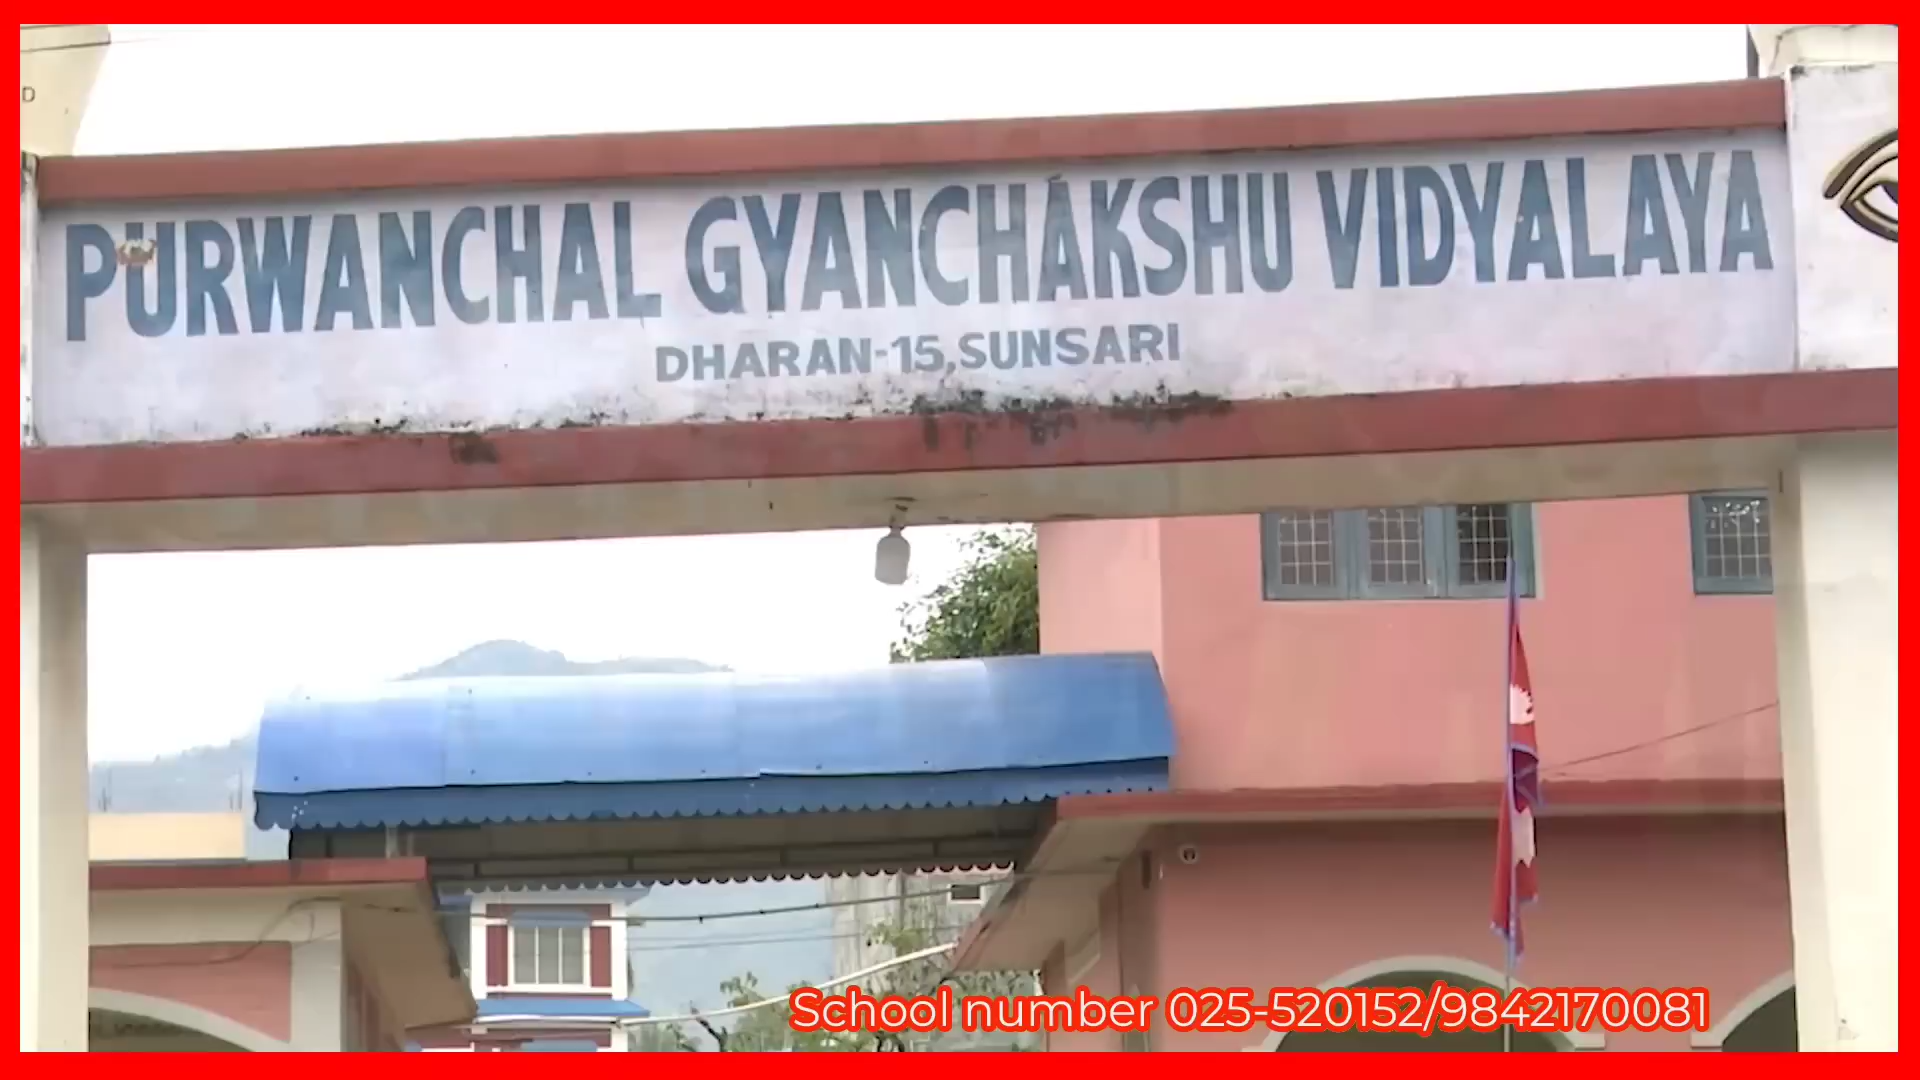 PURWANCHAL GYANCHAKSHU VIDYALAYA
DHARAN-15,SUNSARI
School number 025-520152/9842170081